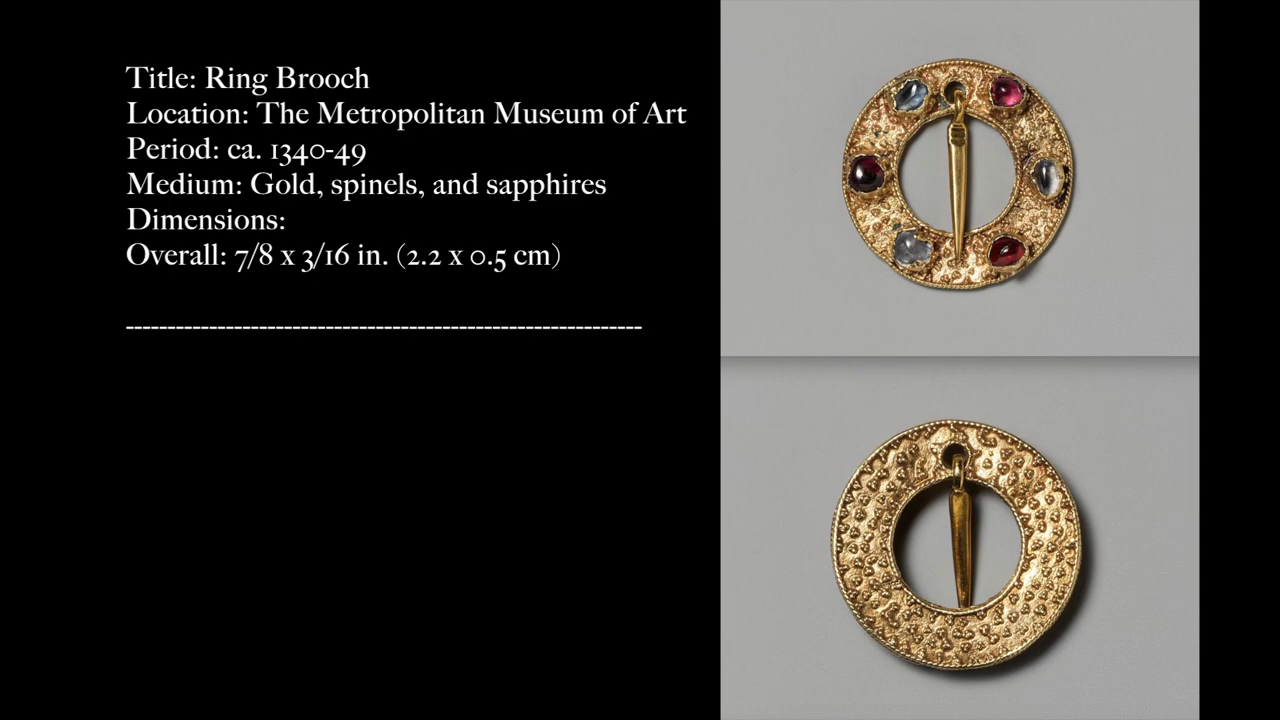 Title: Ring Brooch
Location: The Metropolitan Museum of Art
Period: ca. 1340-49
Medium: Gold, spinels, and sapphires
Dimensions:
Overall: 7/8 x 3/16 in. (2.2 x 0.5 cm)
--------------------------------------------------------------